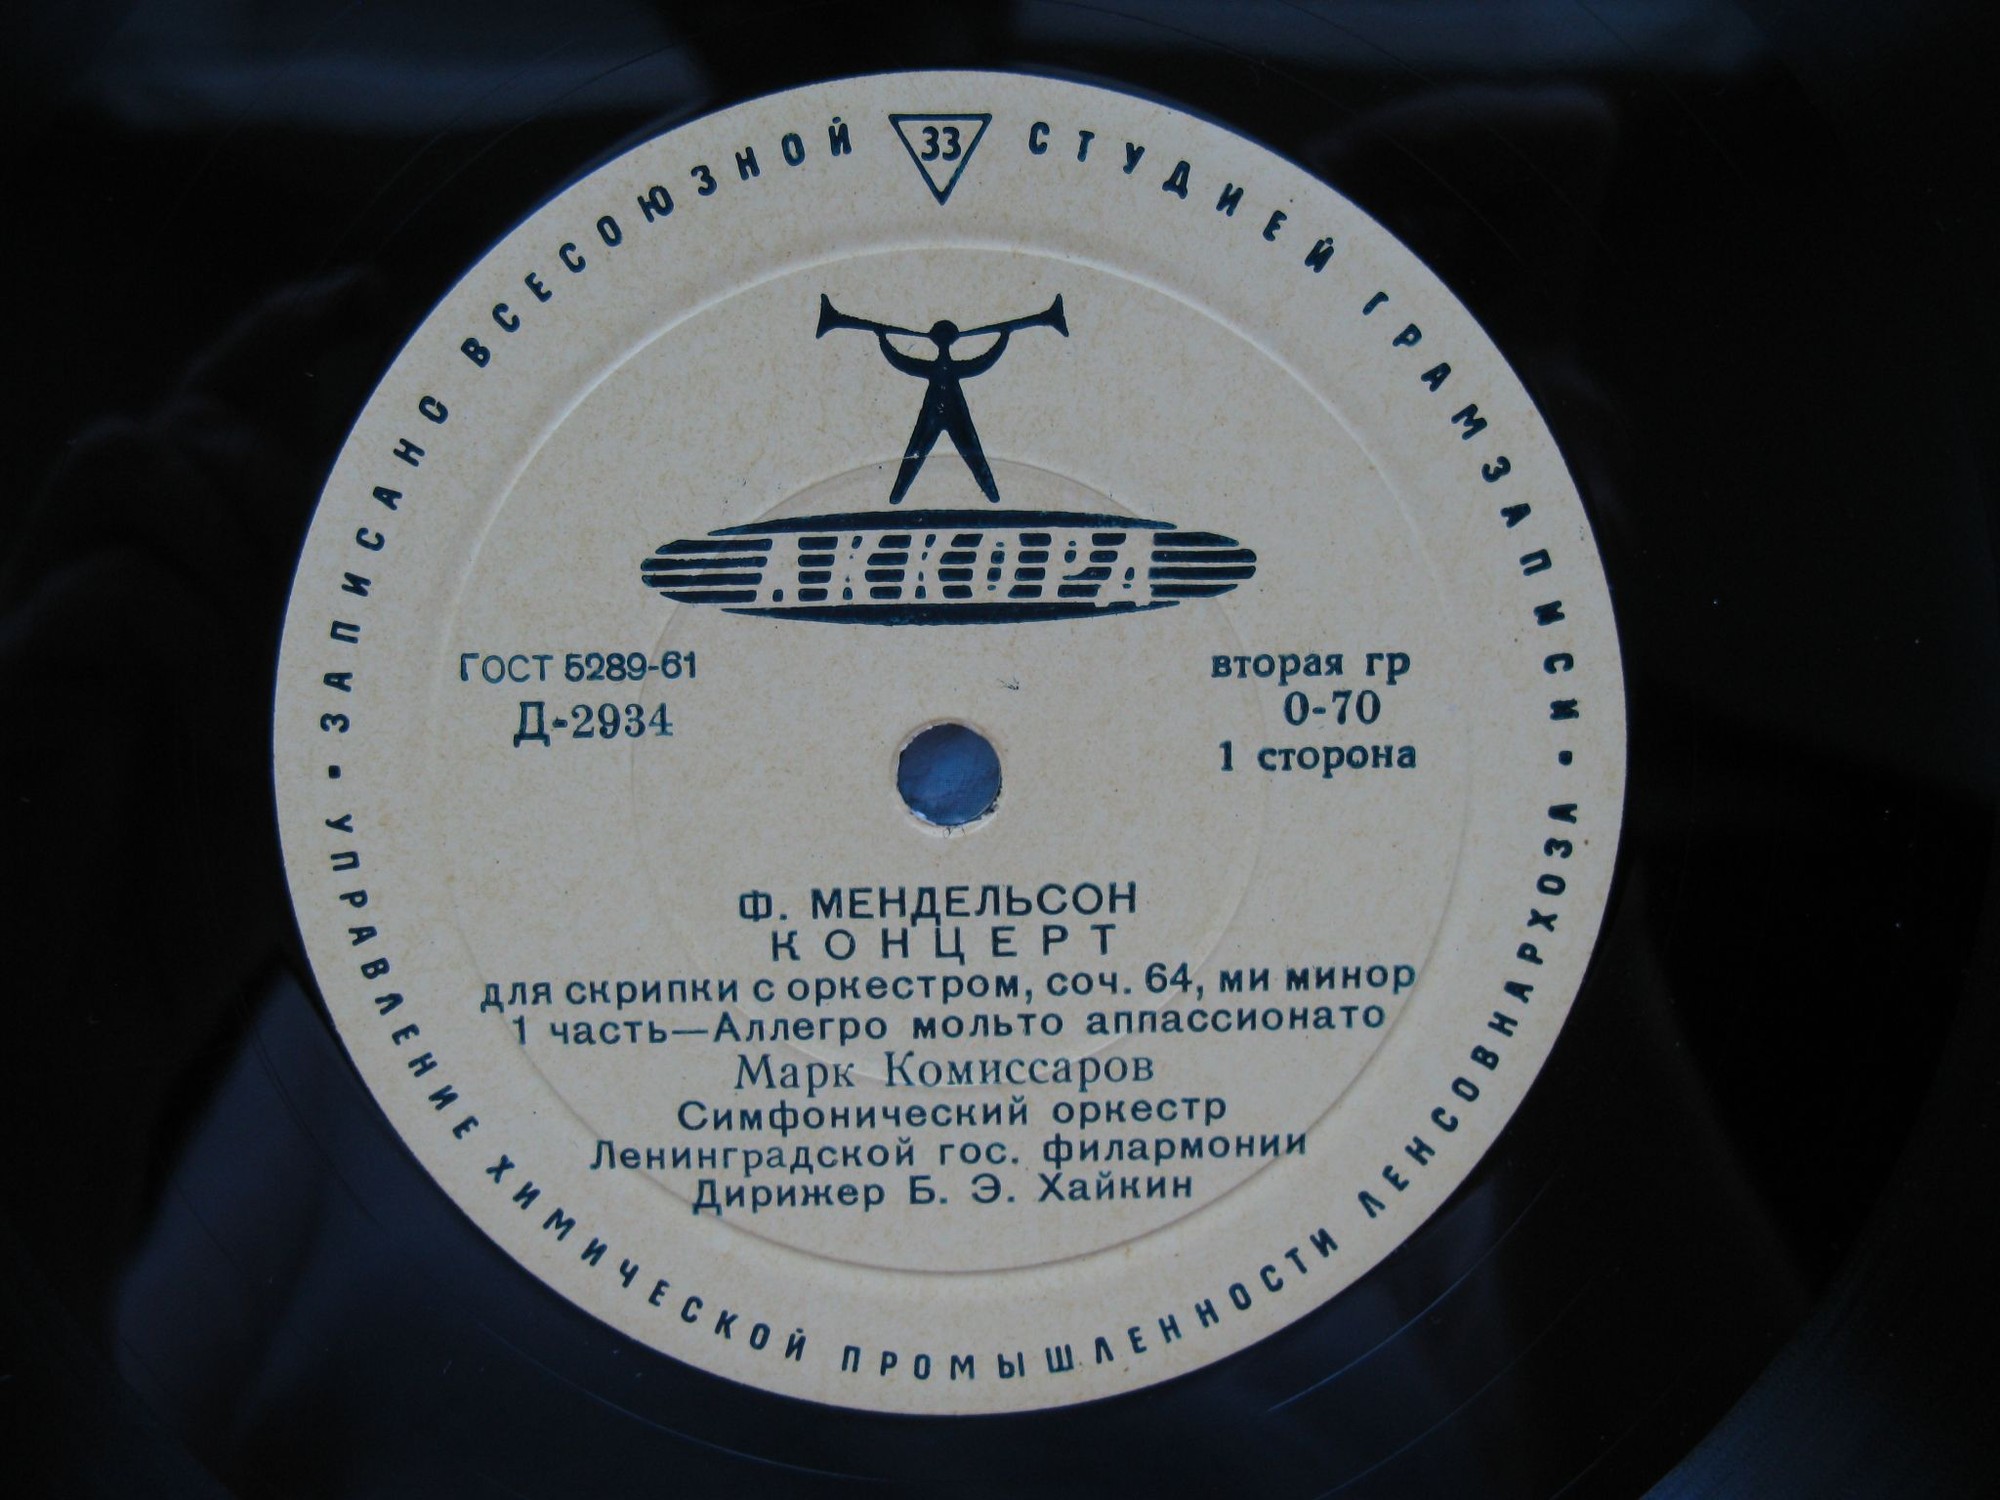 ЗАПИСАНО ВСЕСОЮЗНОЙ СТУДИЕЙ ГРАМЗАПИСИ
33
АККОРД
ГОСТ 5289-61
Д-2934
вторая гр
0-70
1 сторона
Ф. МЕНДЕЛЬСОН
КОНЦЕРТ
для скрипки с оркестром, соч. 64, ми минор
1 часть—Аллегро мольто аппассионато
Марк Комиссаров
Симфонический оркестр
Ленинградской гос. филармонии
Дирижер Б. Э. Хайкин
УПРАВЛЕНИЕ ХИМИЧЕСКОЙ ПРОМЫШЛЕННОСТИ ЛЕНСОВНАРХОЗА